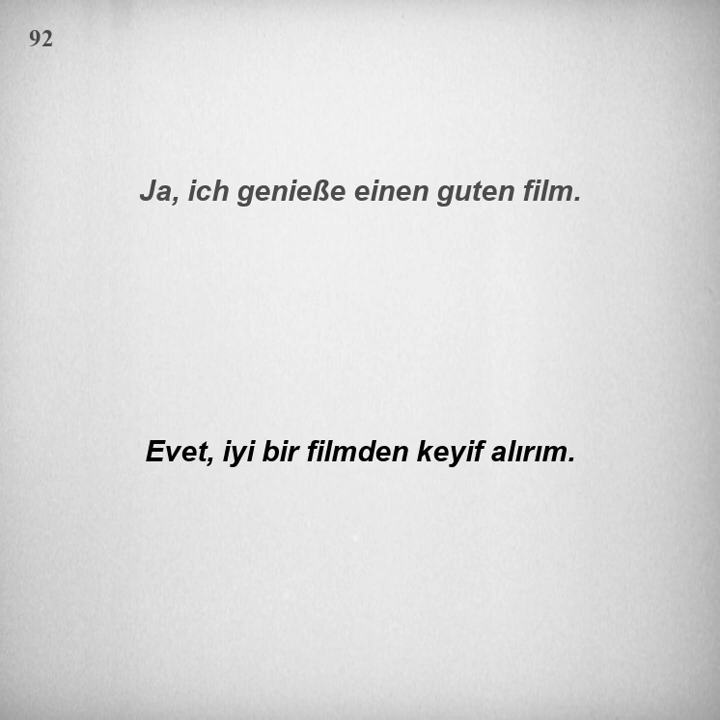 92
Ja, ich genieße einen guten film.
Evet, iyi bir filmden keyif alırım.